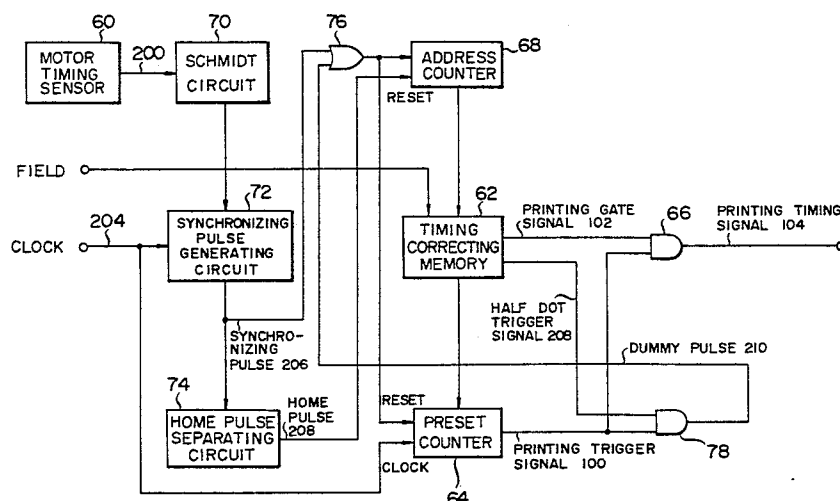 60
70
76
68
MOTOR
TIMING
SENSOR
200
SCHMIDT
CIRCUIT
ADDRESS
COUNTER
RESET
FIELD
72
62
PRINTING GATE
SIGNAL 102
66
PRINTING TIMING
SIGNAL 104
204
CLOCK
SYNCHRONIZING
PULSE
GENERATING
CIRCUIT
TIMING
CORRECTING
MEMORY
HALF DOT
TRIGGER
SIGNAL 208
SYNCHRO-
NIZING
PULSE 206
DUMMY PULSE 210
74
HOME PULSE
SEPARATING
CIRCUIT
HOME
PULSE
208
RESET
PRESET
COUNTER
CLOCK
64
PRINTING TRIGGER
SIGNAL 100
78